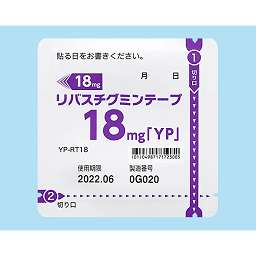 貼る日をお書きください。
18mg
月 日
リバスチグミンテープ
18mg「YP」
YP-RT18
使用期限
2022.06
製造番号
0G020
① 切り口
② 切り口